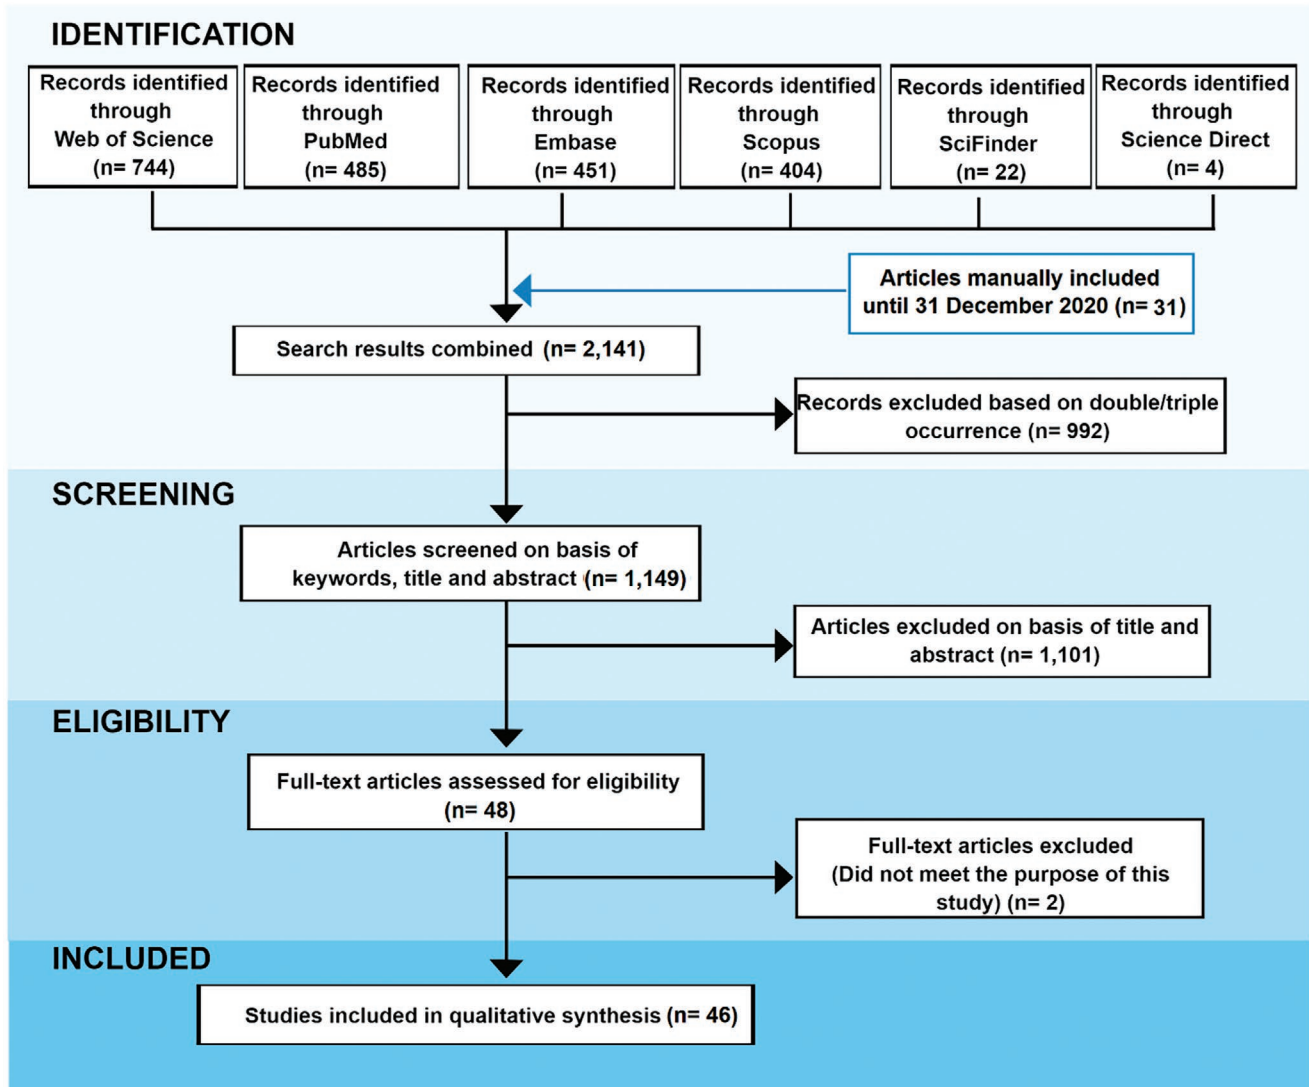 IDENTIFICATION
Records identified
through
Web of Science
(n= 744)
Records identified
through
PubMed
(n= 485)
Records identified
through
Embase
(n= 451)
Records identified
through
Scopus
(n= 404)
Records identified
through
SciFinder
(n= 22)
Records identified
through
Science Direct
(n= 4)
Articles manually included
until 31 December 2020 (n= 31)
Search results combined (n= 2,141)
Records excluded based on double/triple
occurrence (n= 992)
SCREENING
Articles screened on basis of
keywords, title and abstract (n= 1,149)
Articles excluded on basis of title and
abstract (n= 1,101)
ELIGIBILITY
Full-text articles assessed for eligibility
(n= 48)
Full-text articles excluded
(Did not meet the purpose of this
study) (n= 2)
INCLUDED
Studies included in qualitative synthesis (n= 46)